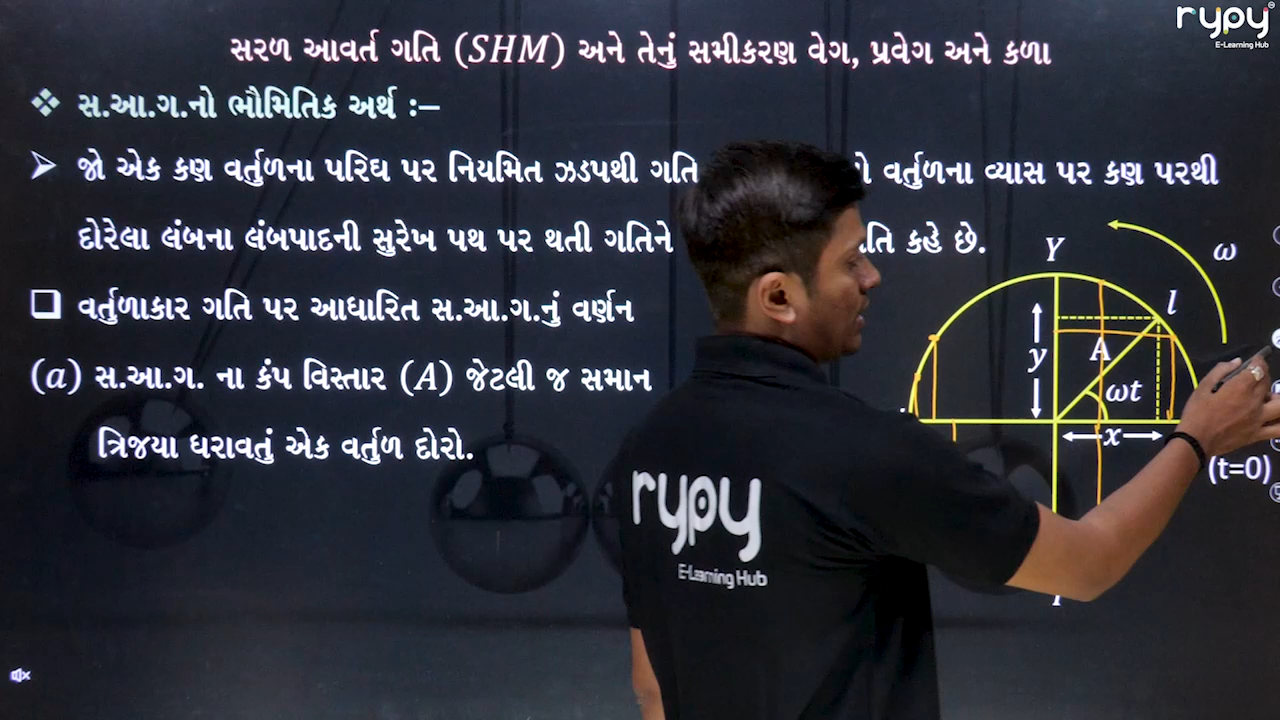 rypy
E-Learning Hub
સરળ આવર્ત ગતિ (SHM) અને તેનું સમીકરણ વેગ, પ્રવેગ અને કળા
❖ સ.આ.ગ.નો ભૌમિતિક અર્થ :–
➢ જો એક કણ વર્તુળના પરિઘ પર નિયમિત ઝડપથી ગતિ વર્તુળના વ્યાસ પર કણ પરથી
દોરેલા લંબના લંબપાદની સુરેખ પથ પર થતી ગતિને કહે છે.
❑ વર્તુળાકાર ગતિ પર આધારિત સ.આ.ગ.નું વર્ણન
(a) સ.આ.ગ. ના કંપ વિસ્તાર (A) જેટલી જ સમાન
ત્રિજયા ધરાવતું એક વર્તુળ દોરો.
Y
ω
l
A
y
ωt
x
(t=0)
rypy
E-Learning Hub